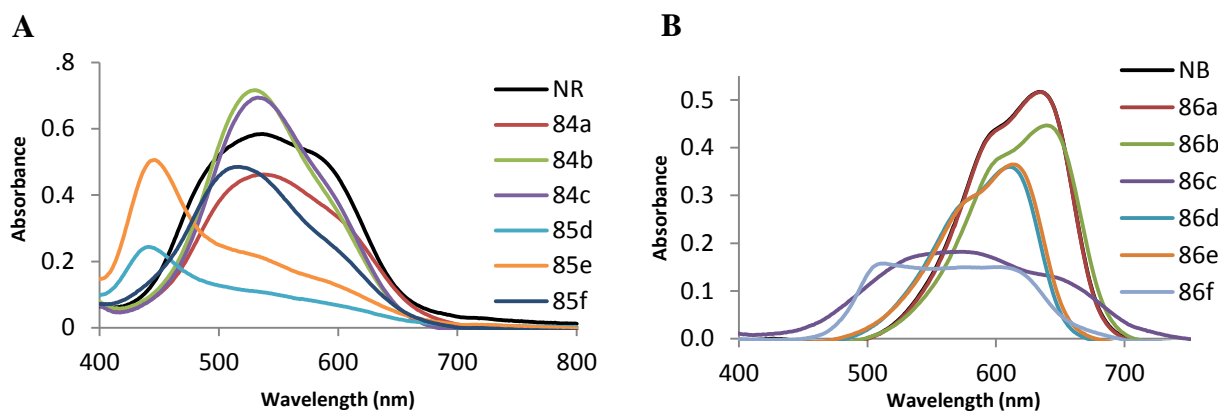 A
B
.8
0.6
0.4
0.2
0
Absorbance
400 500 600 700 800
Wavelength (nm)
NR
84a
84b
84c
85d
85e
85f
0.5
0.4
0.3
0.2
0.1
0.0
Absorbance
400 500 600 700
Wavelength (nm)
NB
86a
86b
86c
86d
86e
86f